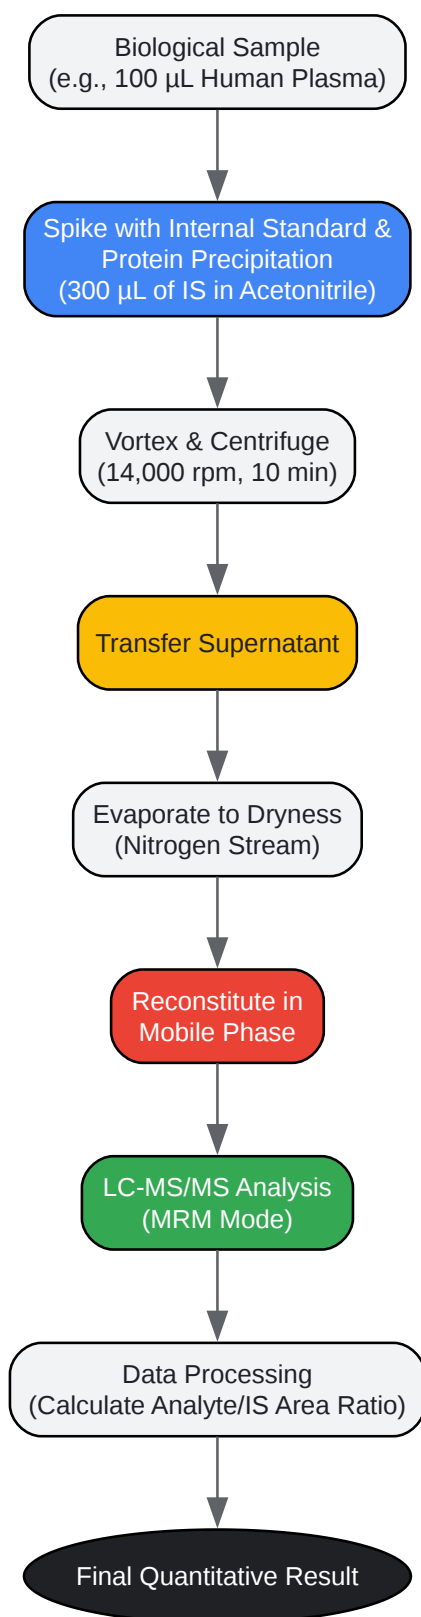 Biological Sample
(e.g., 100 µL Human Plasma)
Spike with Internal Standard &
Protein Precipitation
(300 µL of IS in Acetonitrile)
Vortex & Centrifuge
(14,000 rpm, 10 min)
Transfer Supernatant
Evaporate to Dryness
(Nitrogen Stream)
Reconstitute in
Mobile Phase
LC-MS/MS Analysis
(MRM Mode)
Data Processing
(Calculate Analyte/IS Area Ratio)
Final Quantitative Result